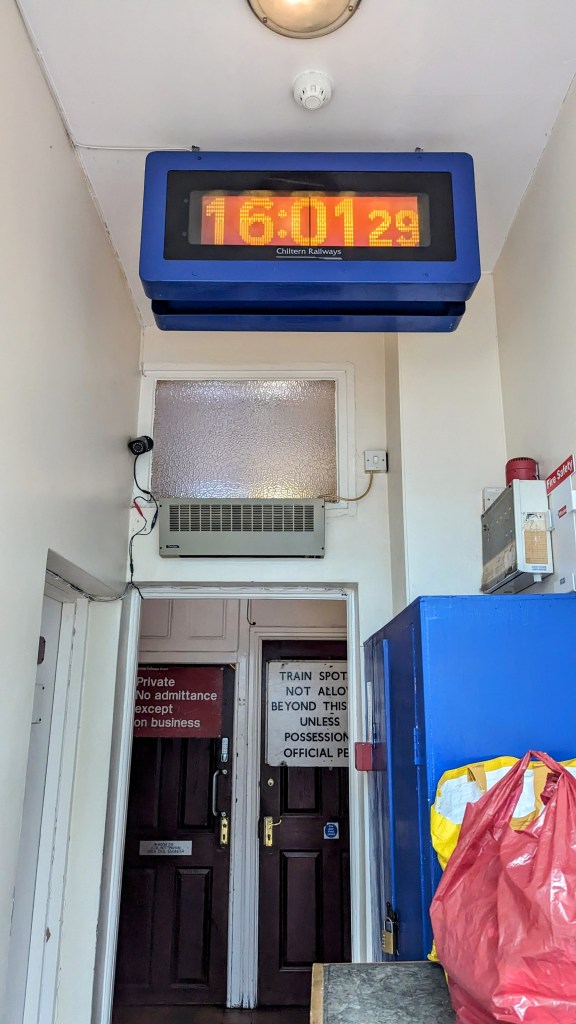 16:01 29
Chiltern Railways
Fire Safety
Private
No admittance
except
on business
TRAIN SPOT
NOT ALLO
BEYOND THIS
UNLESS
POSSESSION
OFFICIAL PE